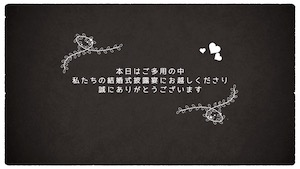 本日はご多用の中
私たちの結婚式披露宴にお越しくださり
誠にありがとうございます